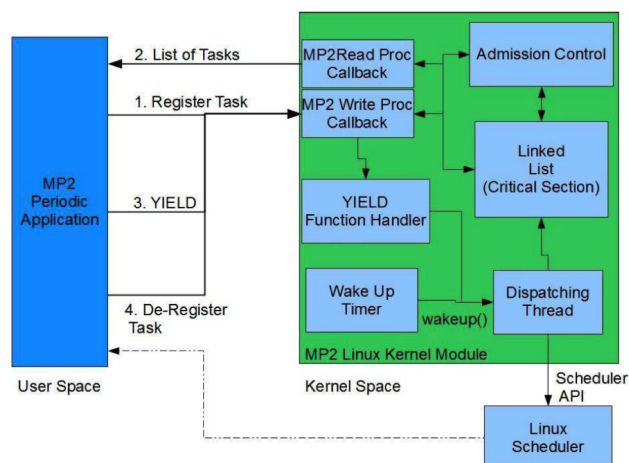 MP2
Periodic
Application
2. List of Tasks
1. Register Task
3. YIELD
4. De-Register
Task
User Space
MP2Read Proc
Callback
MP2 Write Proc
Callback
Admission Control
Linked
List
(Critical Section)
YIELD
Function Handler
Wake Up
Timer
wakeup()
Dispatching
Thread
MP2 Linux Kernel Module
Kernel Space
Scheduler
API
Linux
Scheduler